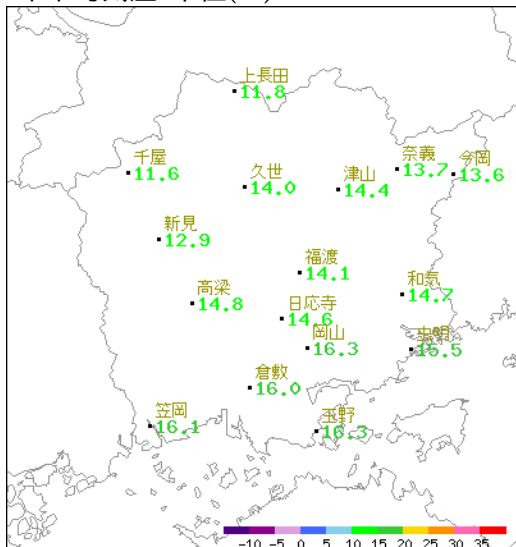 上長田
11.8
千屋
11.6
久世
14.0
津山
14.4
奈義
13.7
今岡
13.6
新見
12.9
福渡
14.1
高梁
14.8
和気
14.7
日応寺
14.6
岡山
16.3
虫明
15.5
倉敷
16.0
笠岡
16.1
玉野
16.3
-10 -5 0 5 10 15 20 25 30 35